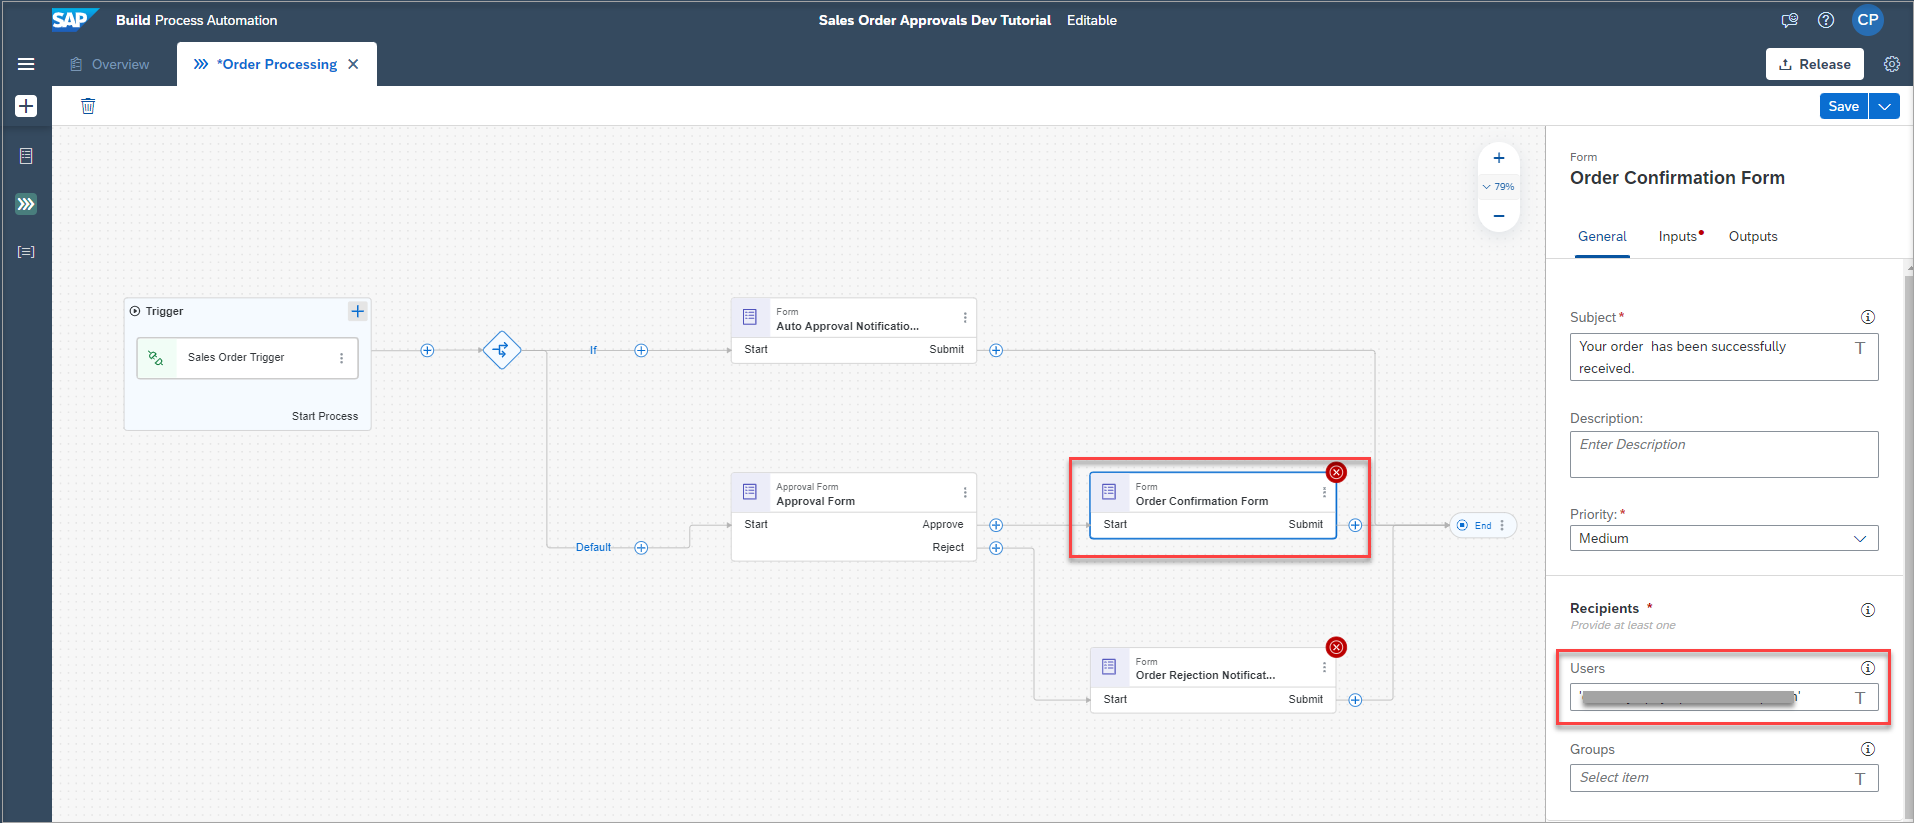 SAP Build Process Automation
Sales Order Approvals Dev Tutorial Editable
CP
Overview
*Order Processing
Release
Save
79%
Trigger
Sales Order Trigger
Start Process
If
Default
Form
Auto Approval Notificatio...
Start Submit
Approval Form
Approval Form
Start Approve
Reject
Form
Order Confirmation Form
Start Submit
Form
Order Rejection Notificat...
Start Submit
End
Form
Order Confirmation Form
General Inputs Outputs
Subject *
Your order has been successfully
received.
Description:
Enter Description
Priority: *
Medium
Recipients *
Provide at least one
Users
Groups
Select item